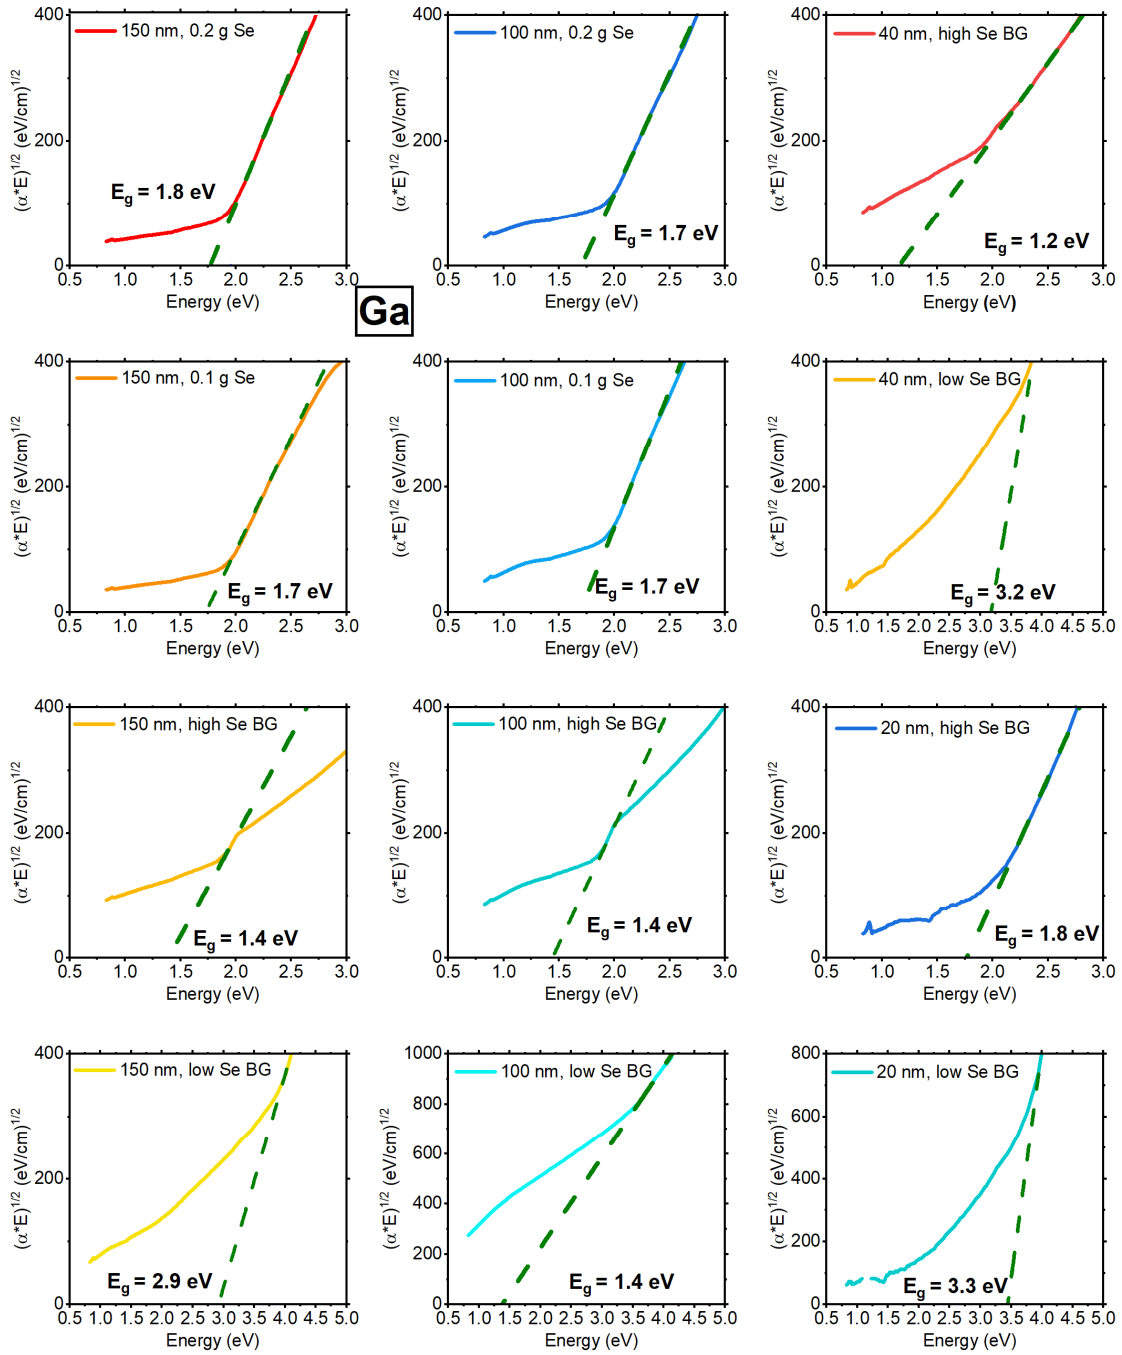 150 nm, 0.2 g Se
400
200
0
(α*E)^1/2 (eV/cm)^1/2
E_g = 1.8 eV
0.5 1.0 1.5 2.0 2.5 3.0
Energy (eV)
100 nm, 0.2 g Se
400
200
0
(α*E)^1/2 (eV/cm)^1/2
E_g = 1.7 eV
0.5 1.0 1.5 2.0 2.5 3.0
Energy (eV)
40 nm, high Se BG
400
200
0
(α*E)^1/2 (eV/cm)^1/2
E_g = 1.2 eV
0.5 1.0 1.5 2.0 2.5 3.0
Energy (eV)
Ga
150 nm, 0.1 g Se
400
200
0
(α*E)^1/2 (eV/cm)^1/2
E_g = 1.7 eV
0.5 1.0 1.5 2.0 2.5 3.0
Energy (eV)
100 nm, 0.1 g Se
400
200
0
(α*E)^1/2 (eV/cm)^1/2
E_g = 1.7 eV
0.5 1.0 1.5 2.0 2.5 3.0
Energy (eV)
40 nm, low Se BG
400
200
0
(α*E)^1/2 (eV/cm)^1/2
E_g = 3.2 eV
0.5 1.0 1.5 2.0 2.5 3.0 3.5 4.0 4.5 5.0
Energy (eV)
150 nm, high Se BG
400
200
0
(α*E)^1/2 (eV/cm)^1/2
E_g = 1.4 eV
0.5 1.0 1.5 2.0 2.5 3.0
Energy (eV)
100 nm, high Se BG
400
200
0
(α*E)^1/2 (eV/cm)^1/2
E_g = 1.4 eV
0.5 1.0 1.5 2.0 2.5 3.0
Energy (eV)
20 nm, high Se BG
400
200
0
(α*E)^1/2 (eV/cm)^1/2
E_g = 1.8 eV
0.5 1.0 1.5 2.0 2.5 3.0
Energy (eV)
150 nm, low Se BG
400
200
0
(α*E)^1/2 (eV/cm)^1/2
E_g = 2.9 eV
0.5 1.0 1.5 2.0 2.5 3.0 3.5 4.0 4.5 5.0
Energy (eV)
100 nm, low Se BG
1000
800
600
400
200
0
(α*E)^1/2 (eV/cm)^1/2
E_g = 1.4 eV
0.5 1.0 1.5 2.0 2.5 3.0 3.5 4.0 4.5 5.0
Energy (eV)
20 nm, low Se BG
800
600
400
200
0
(α*E)^1/2 (eV/cm)^1/2
E_g = 3.3 eV
0.5 1.0 1.5 2.0 2.5 3.0 3.5 4.0 4.5 5.0
Energy (eV)